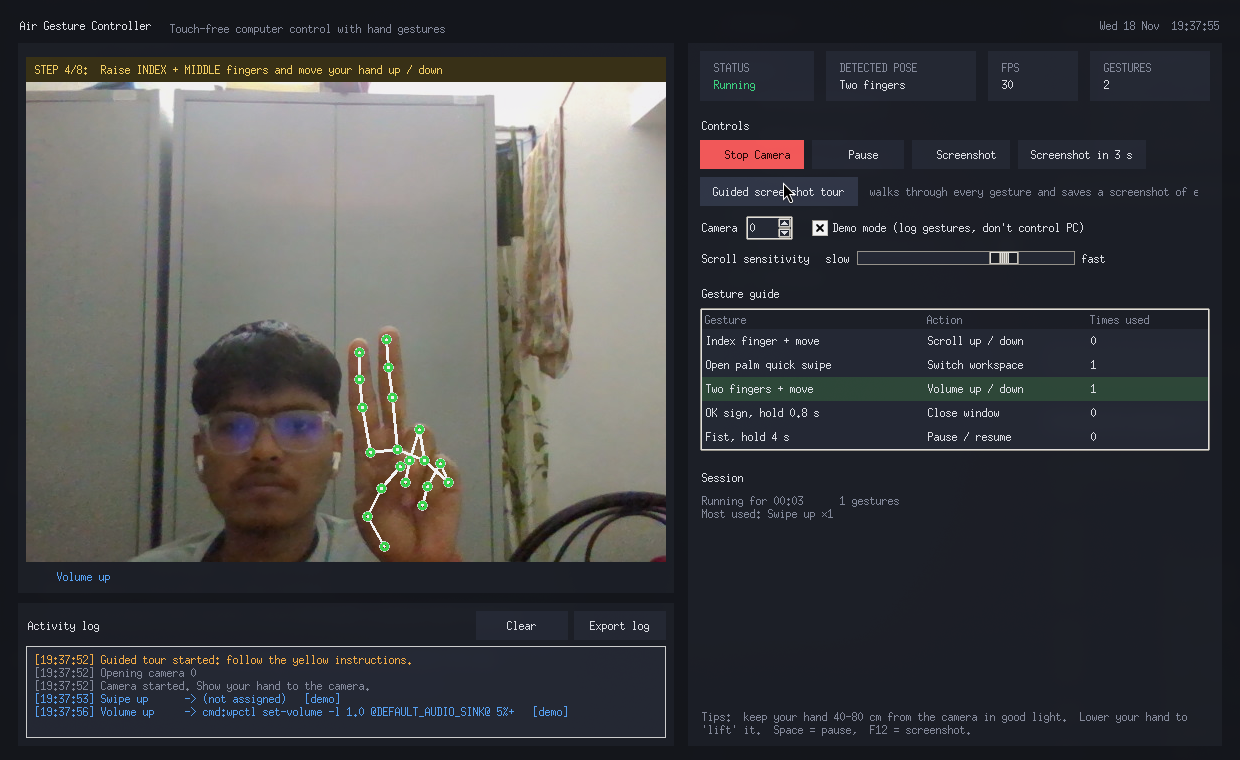 Air Gesture Controller Touch-free computer control with hand gestures
Wed 18 Nov 19:37:55
STEP 4/8: Raise INDEX + MIDDLE fingers and move your hand up / down
Volume up
Activity log
Clear
Export log
[19:37:52] Guided tour started: follow the yellow instructions.
[19:37:52] Opening camera 0
[19:37:52] Camera started. Show your hand to the camera.
[19:37:53] Swipe up -> (not assigned) [demo]
[19:37:56] Volume up -> cmd:wpctl set-volume -l 1.0 @DEFAULT_AUDIO_SINK@ 5%+ [demo]
STATUS
Running
DETECTED POSE
Two fingers
FPS
30
GESTURES
2
Controls
Stop Camera
Pause
Screenshot
Screenshot in 3 s
Guided screenshot tour
walks through every gesture and saves a screenshot of e
Camera 0 Demo mode (log gestures, don't control PC)
Scroll sensitivity slow fast
Gesture guide
Gesture Action Times used
Index finger + move Scroll up / down 0
Open palm quick swipe Switch workspace 1
Two fingers + move Volume up / down 1
OK sign, hold 0.8 s Close window 0
Fist, hold 4 s Pause / resume 0
Session
Running for 00:03 1 gestures
Most used: Swipe up ×1
Tips: keep your hand 40-80 cm from the camera in good light. Lower your hand to
'lift' it. Space = pause, F12 = screenshot.